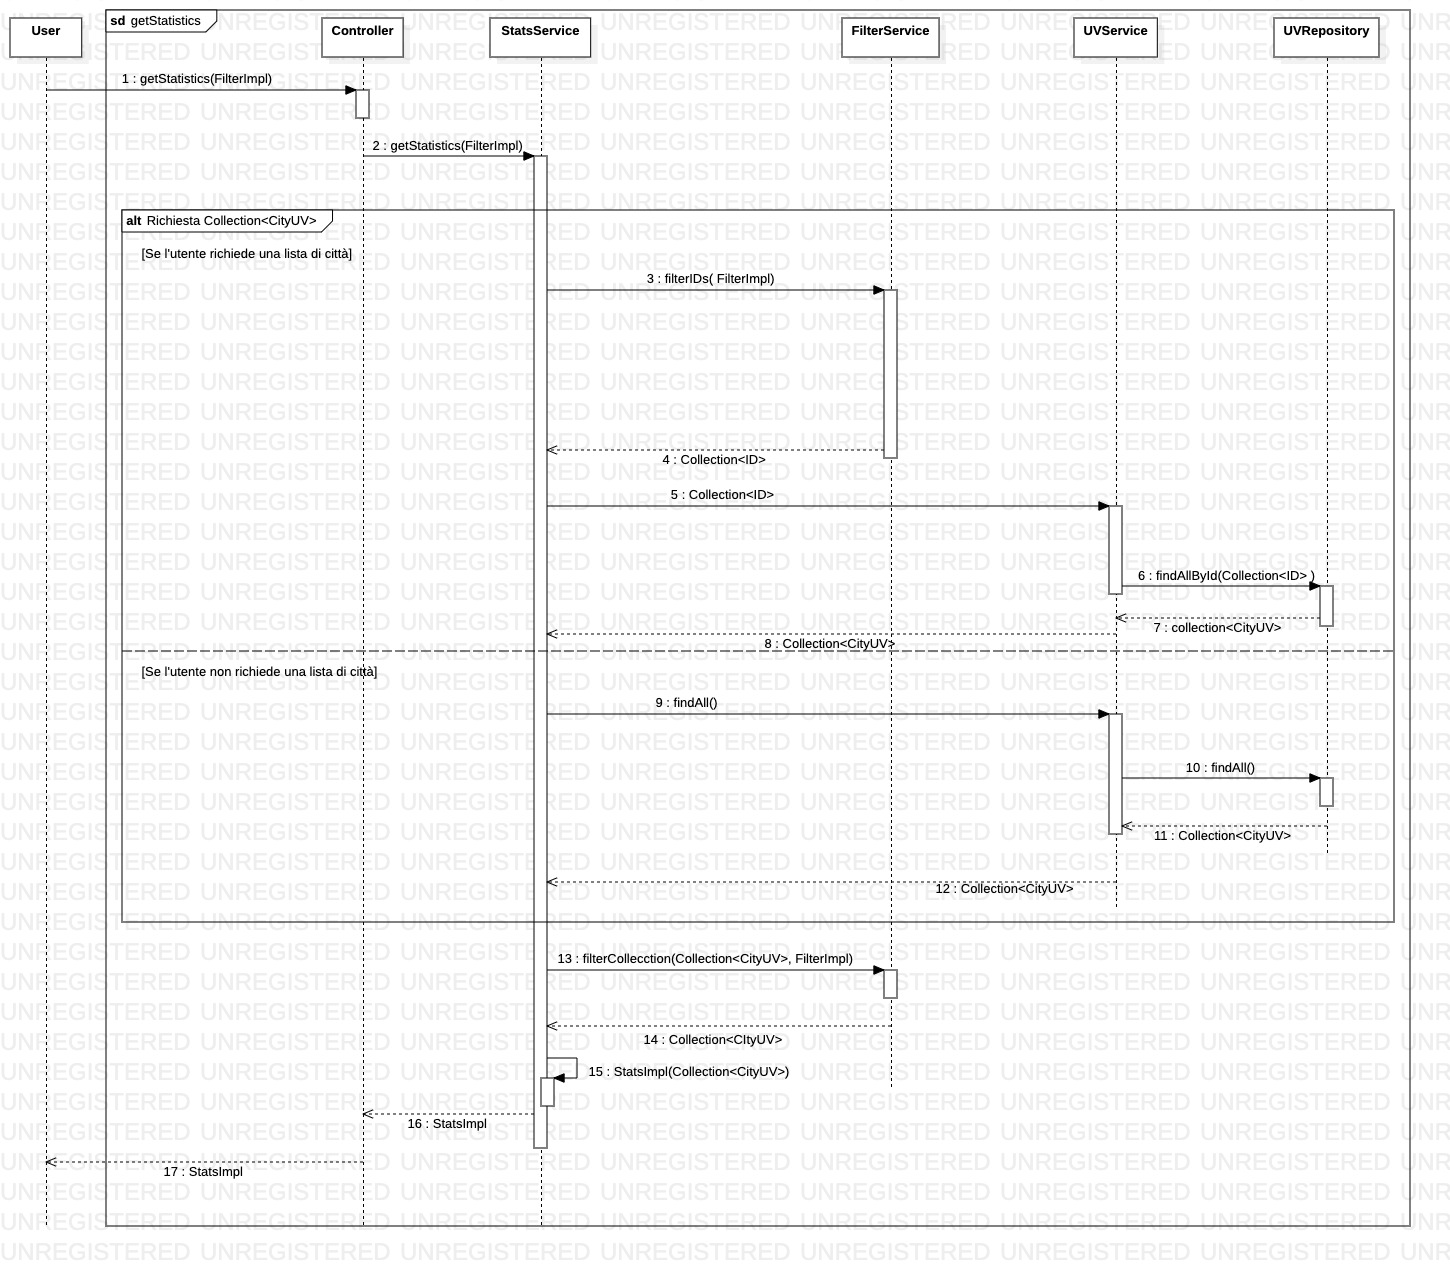 sd getStatistics
User
Controller
StatsService
FilterService
UVService
UVRepository
1 : getStatistics(FilterImpl)
2 : getStatistics(FilterImpl)
alt Richiesta Collection<CityUV>
[Se l'utente richiede una lista di città]
3 : filterIDs( FilterImpl)
4 : Collection<ID>
5 : Collection<ID>
6 : findAllById(Collection<ID> )
7 : collection<CityUV>
8 : Collection<CityUV>
[Se l'utente non richiede una lista di città]
9 : findAll()
10 : findAll()
11 : Collection<CityUV>
12 : Collection<CityUV>
13 : filterCollecction(Collection<CityUV>, FilterImpl)
14 : Collection<CItyUV>
15 : StatsImpl(Collection<CityUV>)
16 : StatsImpl
17 : StatsImpl
UNREGISTERED UNREGISTERED UNREGISTERED UNREGISTERED UNREGISTERED UNREGISTERED UNREGISTERED UNR